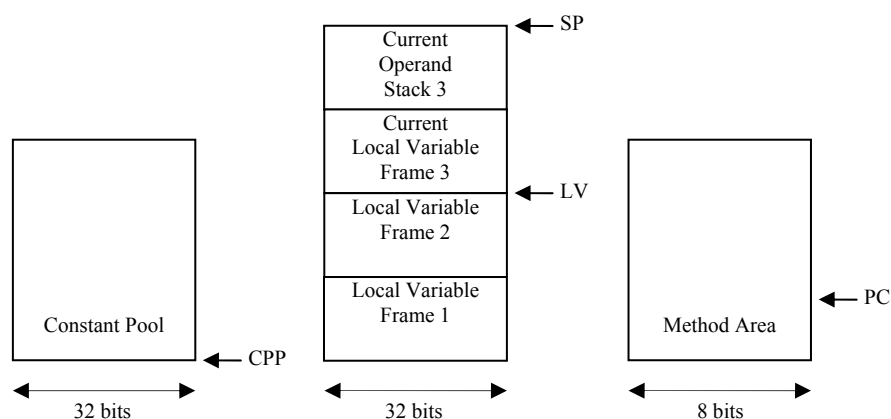 Constant Pool
CPP
32 bits
SP
Current
Operand
Stack 3
Current
Local Variable
Frame 3
LV
Local Variable
Frame 2
Local Variable
Frame 1
32 bits
PC
Method Area
8 bits